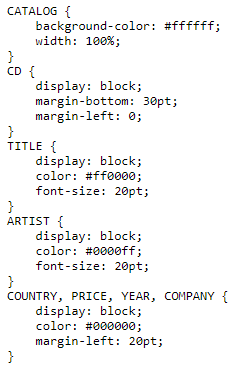 CATALOG {
    background-color: #ffffff;
    width: 100%;
}
CD {
    display: block;
    margin-bottom: 30pt;
    margin-left: 0;
}
TITLE {
    display: block;
    color: #ff0000;
    font-size: 20pt;
}
ARTIST {
    display: block;
    color: #0000ff;
    font-size: 20pt;
}
COUNTRY, PRICE, YEAR, COMPANY {
    display: block;
    color: #000000;
    margin-left: 20pt;
}